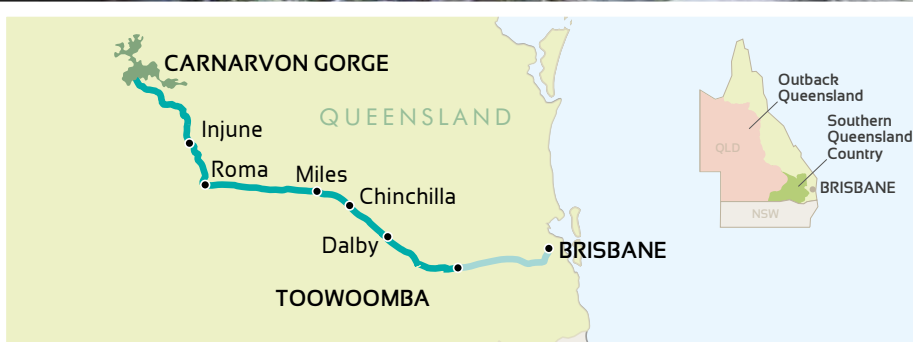 CARNARVON GORGE
QUEENSLAND
Injune
Roma
Miles
Chinchilla
Dalby
BRISBANE
TOOWOOMBA
Outback
Queensland
Southern
Queensland
Country
QLD
BRISBANE
NSW